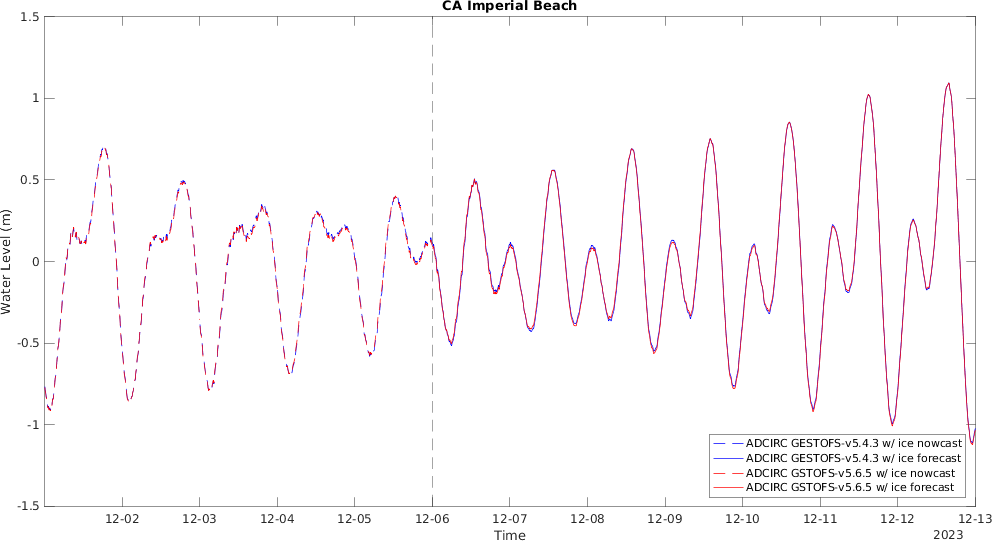 CA Imperial Beach
1.5
1
0.5
0
-0.5
-1
-1.5
Water Level (m)
12-02 12-03 12-04 12-05 12-06 12-07 12-08 12-09 12-10 12-11 12-12 12-13
Time
2023
ADCIRC GESTOFS-v5.4.3 w/ ice nowcast
ADCIRC GESTOFS-v5.4.3 w/ ice forecast
ADCIRC GSTOFS-v5.6.5 w/ ice nowcast
ADCIRC GSTOFS-v5.6.5 w/ ice forecast